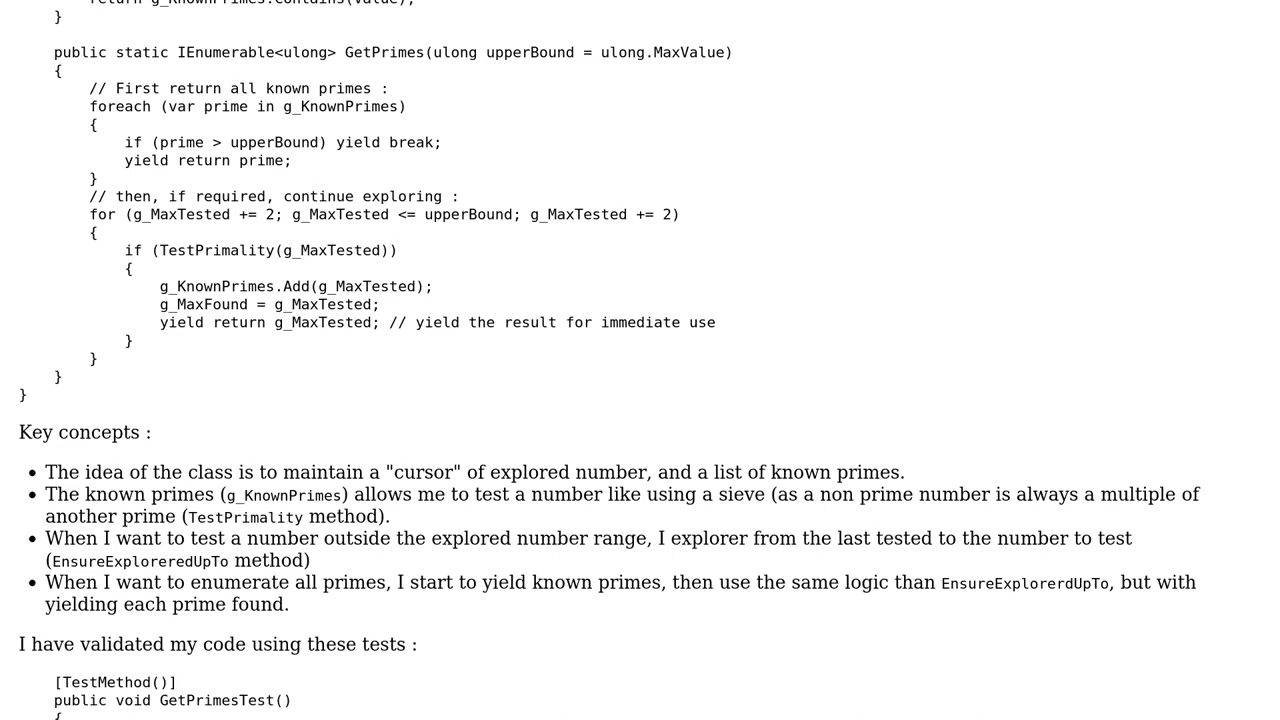 return g_KnownPrimes.Contains(value);
    }

    public static IEnumerable<ulong> GetPrimes(ulong upperBound = ulong.MaxValue)
    {
        // First return all known primes :
        foreach (var prime in g_KnownPrimes)
        {
            if (prime > upperBound) yield break;
            yield return prime;
        }
        // then, if required, continue exploring :
        for (g_MaxTested += 2; g_MaxTested <= upperBound; g_MaxTested += 2)
        {
            if (TestPrimality(g_MaxTested))
            {
                g_KnownPrimes.Add(g_MaxTested);
                g_MaxFound = g_MaxTested;
                yield return g_MaxTested; // yield the result for immediate use
            }
        }
    }
}
Key concepts :
• The idea of the class is to maintain a "cursor" of explored number, and a list of known primes.
• The known primes (g_KnownPrimes) allows me to test a number like using a sieve (as a non prime number is always a multiple of
another prime (TestPrimality method).
• When I want to test a number outside the explored number range, I explorer from the last tested to the number to test
(EnsureExploreredUpTo method)
• When I want to enumerate all primes, I start to yield known primes, then use the same logic than EnsureExplorerdUpTo, but with
yielding each prime found.
I have validated my code using these tests :
    [TestMethod()]
    public void GetPrimesTest()
    {